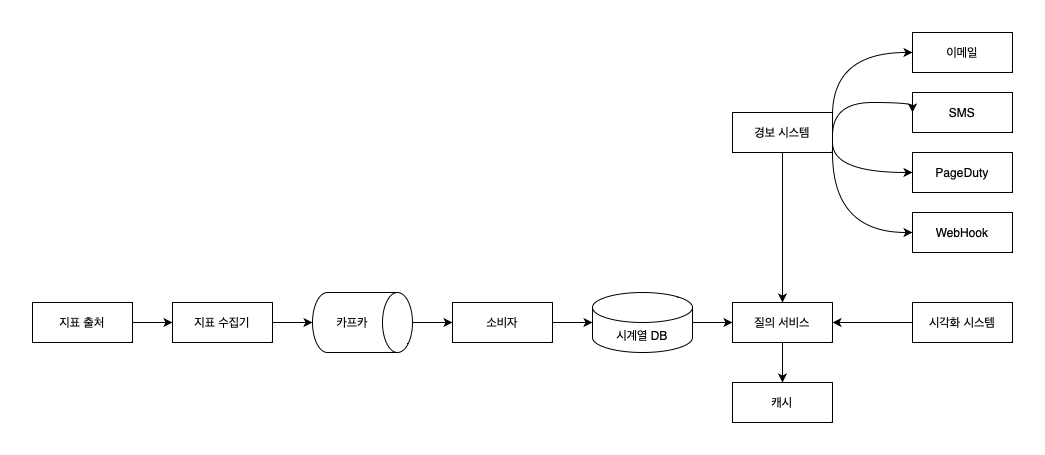 이메일
SMS
경보 시스템
PageDuty
WebHook
지표 출처
지표 수집기
카프카
소비자
시계열 DB
질의 서비스
시각화 시스템
캐시